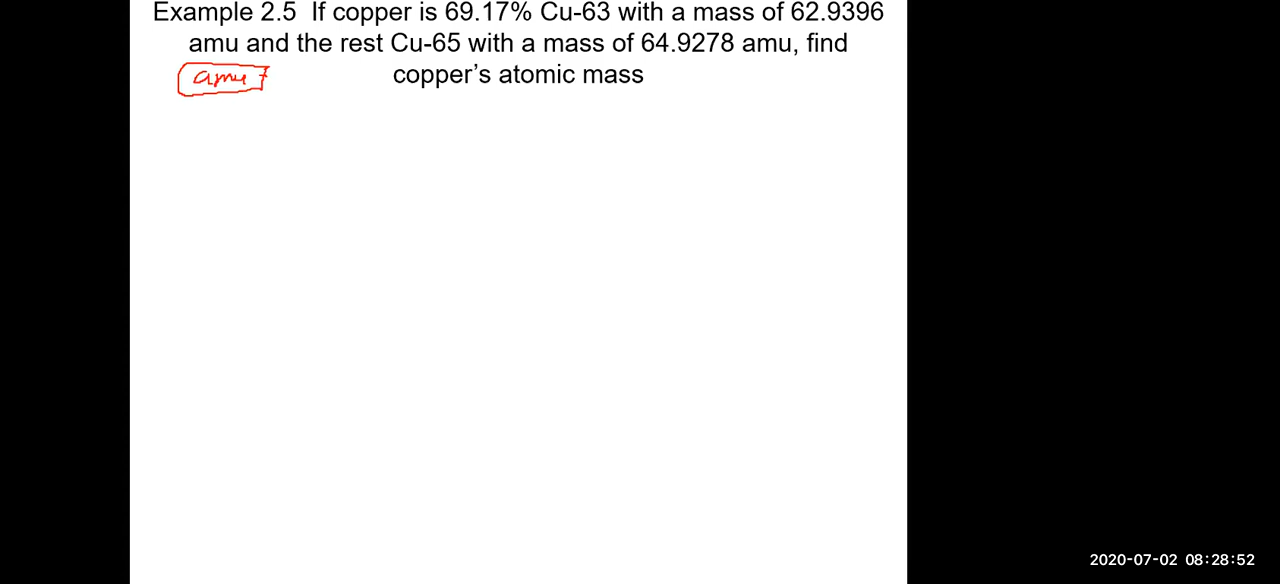 Example 2.5 If copper is 69.17% Cu-63 with a mass of 62.9396
amu and the rest Cu-65 with a mass of 64.9278 amu, find
copper’s atomic mass
amu
2020-07-02 08:28:52